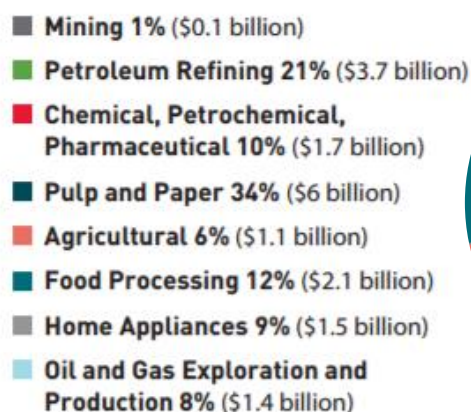 Mining 1% ($0.1 billion)
Petroleum Refining 21% ($3.7 billion)
Chemical, Petrochemical,
Pharmaceutical 10% ($1.7 billion)
Pulp and Paper 34% ($6 billion)
Agricultural 6% ($1.1 billion)
Food Processing 12% ($2.1 billion)
Home Appliances 9% ($1.5 billion)
Oil and Gas Exploration and
Production 8% ($1.4 billion)